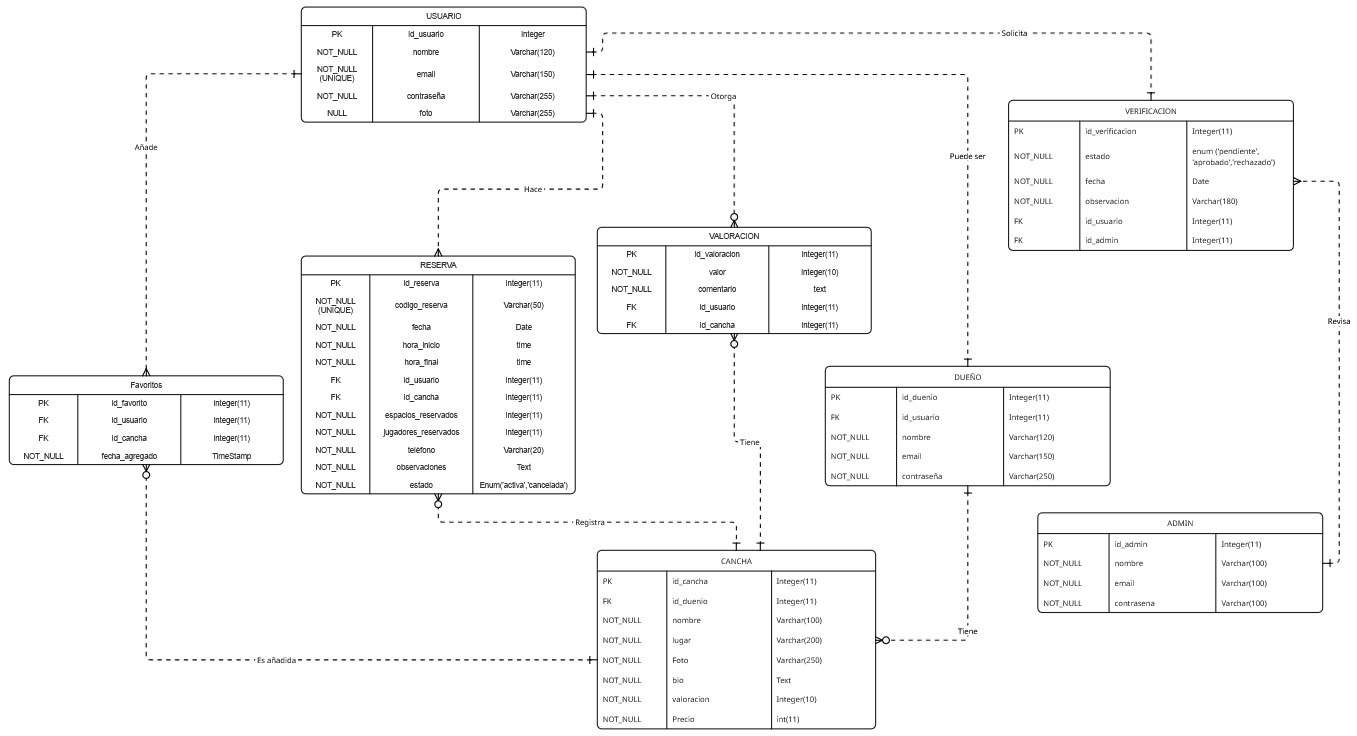 USUARIO
PK id_usuario Integer
NOT_NULL nombre Varchar(120)
NOT_NULL
(UNIQUE) email Varchar(150)
NOT_NULL contraseña Varchar(255)
NULL foto Varchar(255)
Solicita
Otorga
Añade
Puede ser
Hace
VERIFICACION
PK id_verificacion Integer(11)
NOT_NULL estado enum ('pendiente',
'aprobado','rechazado')
NOT_NULL fecha Date
NOT_NULL observacion Varchar(180)
FK id_usuario Integer(11)
FK id_admin Integer(11)
VALORACION
PK id_valoracion Integer(11)
NOT_NULL valor Integer(10)
NOT_NULL comentario text
FK id_usuario Integer(11)
FK id_cancha Integer(11)
RESERVA
PK id_reserva Integer(11)
NOT_NULL
(UNIQUE) codigo_reserva Varchar(50)
NOT_NULL fecha Date
NOT_NULL hora_inicio time
NOT_NULL hora_final time
FK id_usuario Integer(11)
FK id_cancha Integer(11)
NOT_NULL espacios_reservados Integer(11)
NOT_NULL jugadores_reservados Integer(11)
NOT_NULL teléfono Varchar(20)
NOT_NULL observaciones Text
NOT_NULL estado Enum('activa','cancelada')
Revisa
Favoritos
PK id_favorito Integer(11)
FK id_usuario Integer(11)
FK id_cancha Integer(11)
NOT_NULL fecha_agregado TimeStamp
DUEÑO
PK id_duenio Integer(11)
FK id_usuario Integer(11)
NOT_NULL nombre Varchar(120)
NOT_NULL email Varchar(150)
NOT_NULL contraseña Varchar(250)
Tiene
Registra
ADMIN
PK id_admin Integer(11)
NOT_NULL nombre Varchar(100)
NOT_NULL email Varchar(100)
NOT_NULL contrasena Varchar(100)
CANCHA
PK id_cancha Integer(11)
FK id_duenio Integer(11)
NOT_NULL nombre Varchar(100)
NOT_NULL lugar Varchar(200)
NOT_NULL Foto Varchar(250)
NOT_NULL bio Text
NOT_NULL valoracion Integer(10)
NOT_NULL Precio int(11)
Tiene
Es añadida